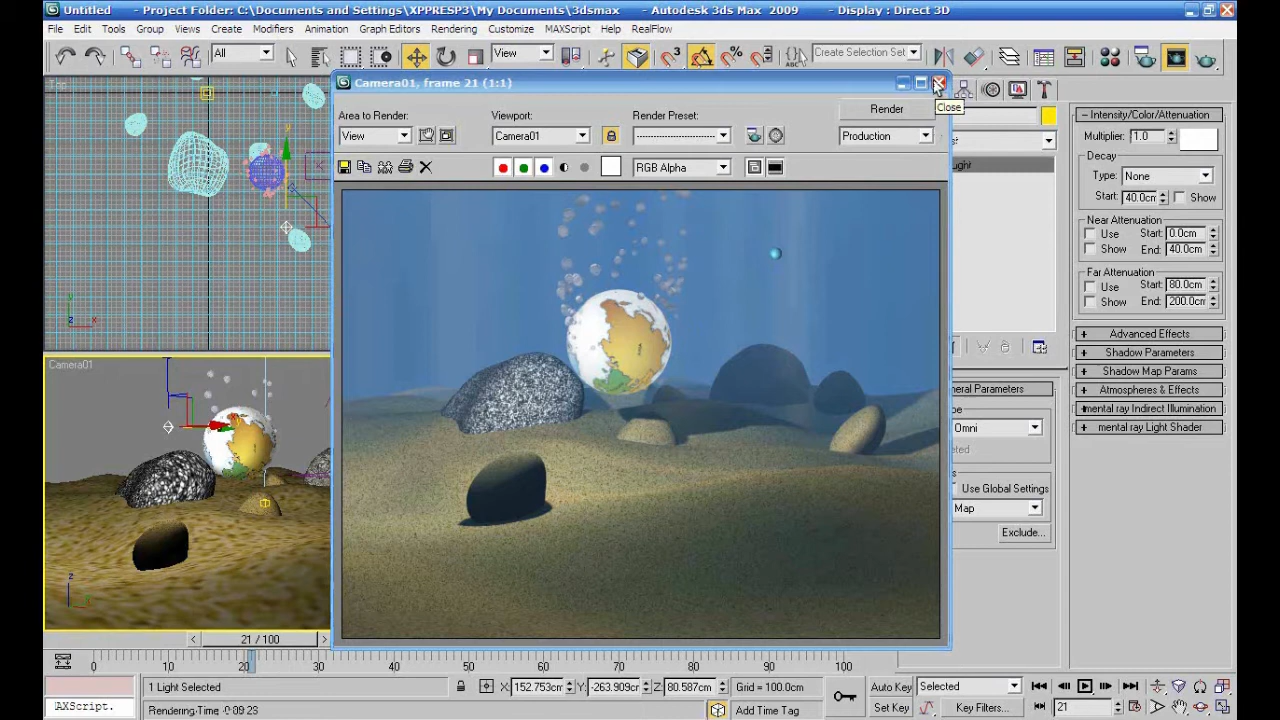 Untitled - Project Folder: C:\Documents and Settings\XPPRESP3\My Documents\3dsmax - Autodesk 3ds Max 2009 - Display : Direct 3D
File Edit Tools Group Views Create Modifiers Animation Graph Editors Rendering Customize MAXScript Help RealFlow
All View Create Selection Set
Top
Camera01, frame 21 (1:1)
Close
Area to Render: Viewport: Render Preset: Render
View Camera01 Production
RGB Alpha
Intensity/Color/Attenuation
Multiplier: 1.0
Decay
Type: None
Start: 40.0cm Show
Near Attenuation
Use Start: 0.0cm
Show End: 40.0cm
Far Attenuation
Use Start: 80.0cm
Show End: 200.0cm
Advanced Effects
Shadow Parameters
Shadow Map Params
Atmospheres & Effects
mental ray Indirect Illumination
mental ray Light Shader
Omni
Use Global Settings
Map
Exclude...
Camera01
21 / 100
0 10 20 30 40 50 60 70 80 90 100
1 Light Selected X: 152.753cm Y: -263.909cm Z: 80.587cm Grid = 100.0cm Auto Key Selected
Rendering Time 0:09:23 Add Time Tag Set Key Key Filters... 21